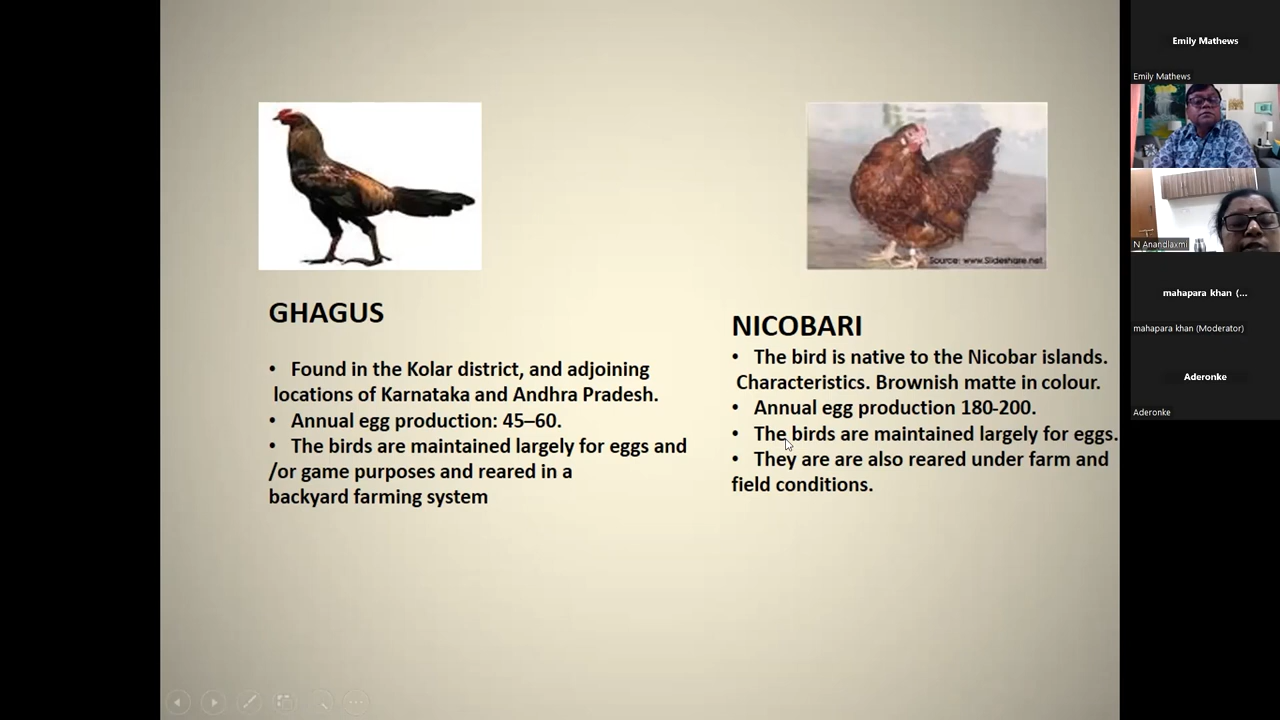 GHAGUS
• Found in the Kolar district, and adjoining
locations of Karnataka and Andhra Pradesh.
• Annual egg production: 45–60.
• The birds are maintained largely for eggs and
/or game purposes and reared in a
backyard farming system
Source: www.Slideshare.net
NICOBARI
• The bird is native to the Nicobar islands.
Characteristics. Brownish matte in colour.
• Annual egg production 180-200.
• The birds are maintained largely for eggs.
• They are are also reared under farm and
field conditions.
Emily Mathews
Emily Mathews
N Anandlaxmi
mahapara khan (...
mahapara khan (Moderator)
Aderonke
Aderonke